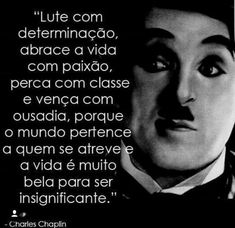 “Lute com
determinação,
abrace a vida
com paixão,
perca com classe
e vença com
ousadia, porque
o mundo pertence
a quem se atreve e
a vida é muito
bela para ser
insignificante.”
- Charles Chaplin